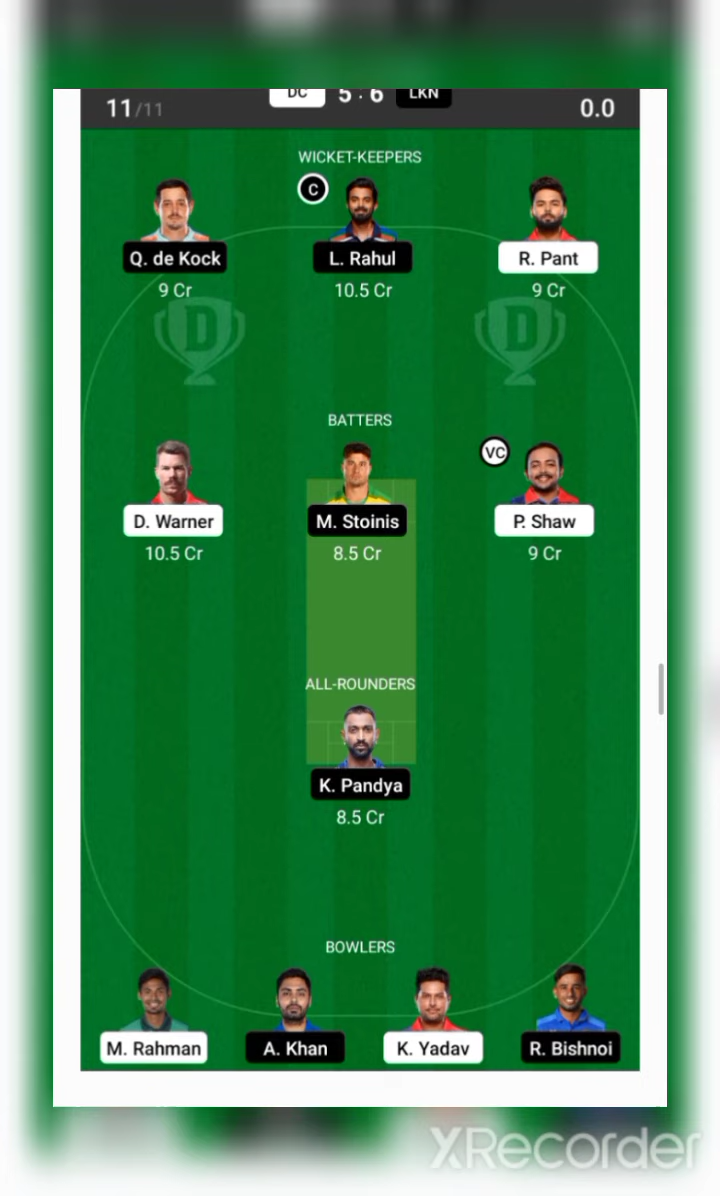 DC 5 : 6 LKN
11/11 0.0
WICKET-KEEPERS
C
Q. de Kock L. Rahul R. Pant
9 Cr 10.5 Cr 9 Cr
D D
BATTERS
VC
D. Warner M. Stoinis P. Shaw
10.5 Cr 8.5 Cr 9 Cr
ALL-ROUNDERS
K. Pandya
8.5 Cr
BOWLERS
M. Rahman A. Khan K. Yadav R. Bishnoi
XRecorder